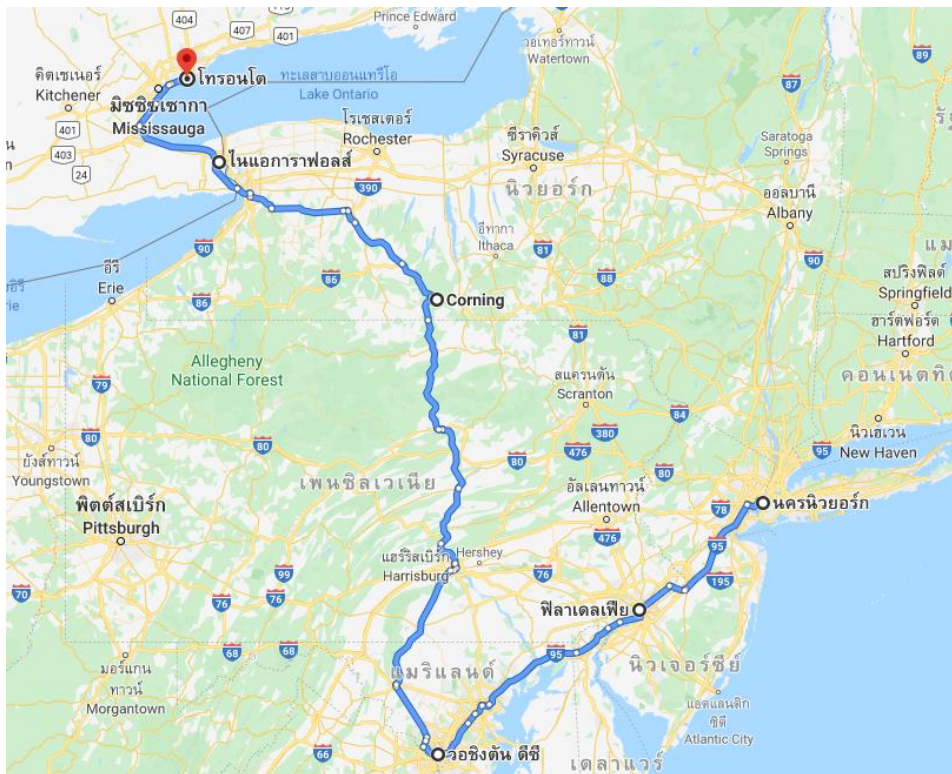 404
407
401
Prince Edward
โทรอนโต
ทะเลสาบออนแทรีโอ
Lake Ontario
วอเทอร์ทาวน์
Watertown
87
89
คิตเชเนอร์
Kitchener
มิซซิซเซากา
Mississauga
401
403
24
ไนแอการาฟอลส์
โรเชสเตอร์
Rochester
ซีราคิวส์
Syracuse
Saratoga
Springs
390
นิวยอร์ก
ออลบานี
Albany
90
อีทากา
Ithaca
81
88
90
86
อีรี
Erie
86
Corning
สปริงฟิลด์
Springfield
ฮาร์ตฟอร์ด
Hartford
คอนเนตทิ
81
Allegheny
National Forest
79
สแครนตัน
Scranton
84
380
476
นิวเฮเวน
New Haven
95
80
80
80
80
ยังส์ทาวน์
Youngstown
เพนซิลเวเนีย
อัลเลนทาวน์
Allentown
78
นครนิวยอร์ก
พิตต์สเบิร์ก
Pittsburgh
476
95
แฮร์ริสเบิร์ก
Harrisburg
Hershey
99
76
195
70
76
76
ฟิลาเดลเฟีย
68
68
95
นิวเจอร์ซีย์
แมริแลนด์
มอร์แกน
ทาวน์
Morgantown
แอตแลนติก
ซิตี
Atlantic City
66
วอชิงตัน ดีซี
เดลาแวร์